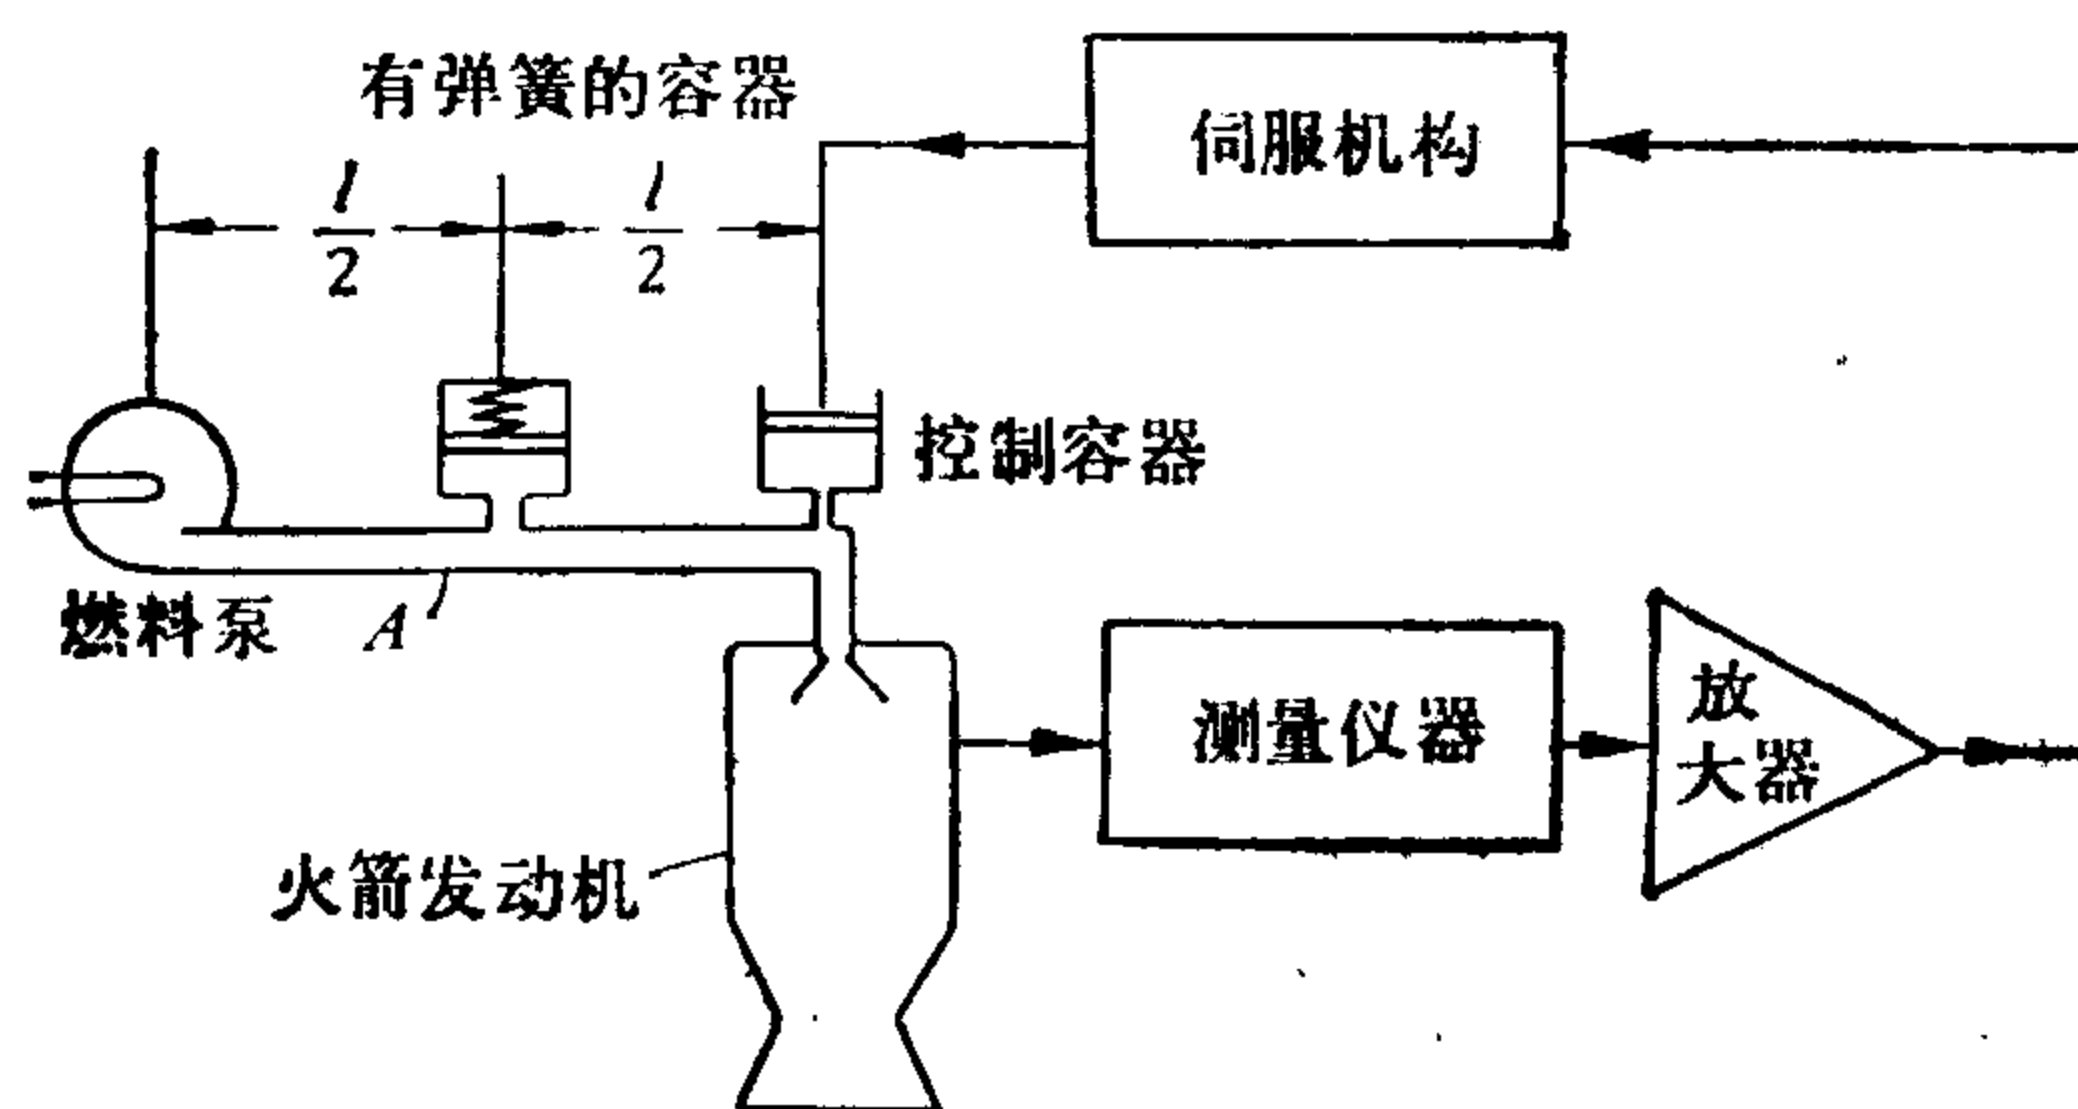 有弹簧的容器
伺服机构
l/2
l/2
控制容器
燃料泵
A
测量仪器
放大器
火箭发动机